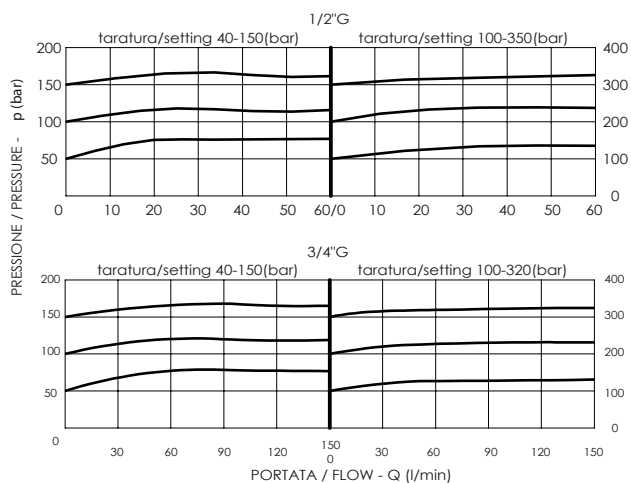 1/2"G
taratura/setting 40-150(bar) taratura/setting 100-350(bar)
200 400
150 300
100 200
50 100
0
0 10 20 30 40 50 60/0 10 20 30 40 50 60
PRESSIONE / PRESSURE - p (bar)
3/4"G
taratura/setting 40-150(bar) taratura/setting 100-320(bar)
200 400
150 300
100 200
50 100
0 0
30 60 90 120 150 30 60 90 120 150
0
PORTATA / FLOW - Q (l/min)